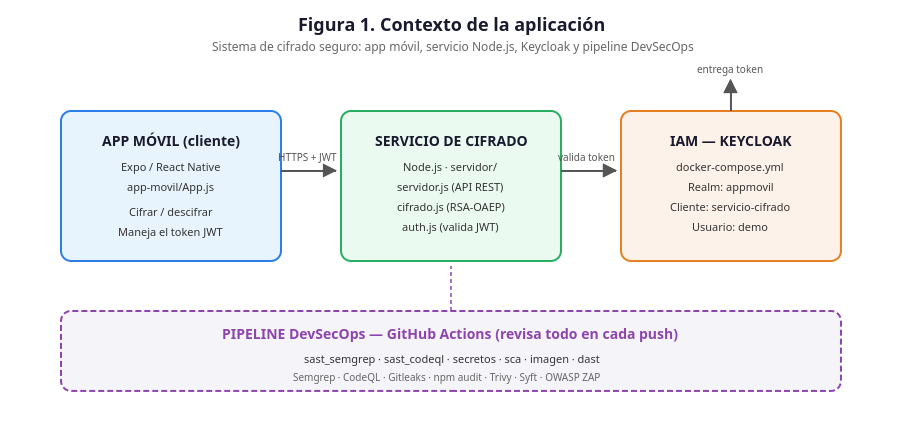 Figura 1. Contexto de la aplicación
Sistema de cifrado seguro: app móvil, servicio Node.js, Keycloak y pipeline DevSecOps
entrega token
APP MÓVIL (cliente)
Expo / React Native
app-movil/App.js
Cifrar / descifrar
Maneja el token JWT
HTTPS + JWT
SERVICIO DE CIFRADO
Node.js · servidor/
servidor.js (API REST)
cifrado.js (RSA-OAEP)
auth.js (valida JWT)
valida token
IAM — KEYCLOAK
docker-compose.yml
Realm: appmovil
Cliente: servicio-cifrado
Usuario: demo
PIPELINE DevSecOps — GitHub Actions (revisa todo en cada push)
sast_semgrep · sast_codeql · secretos · sca · imagen · dast
Semgrep · CodeQL · Gitleaks · npm audit · Trivy · Syft · OWASP ZAP